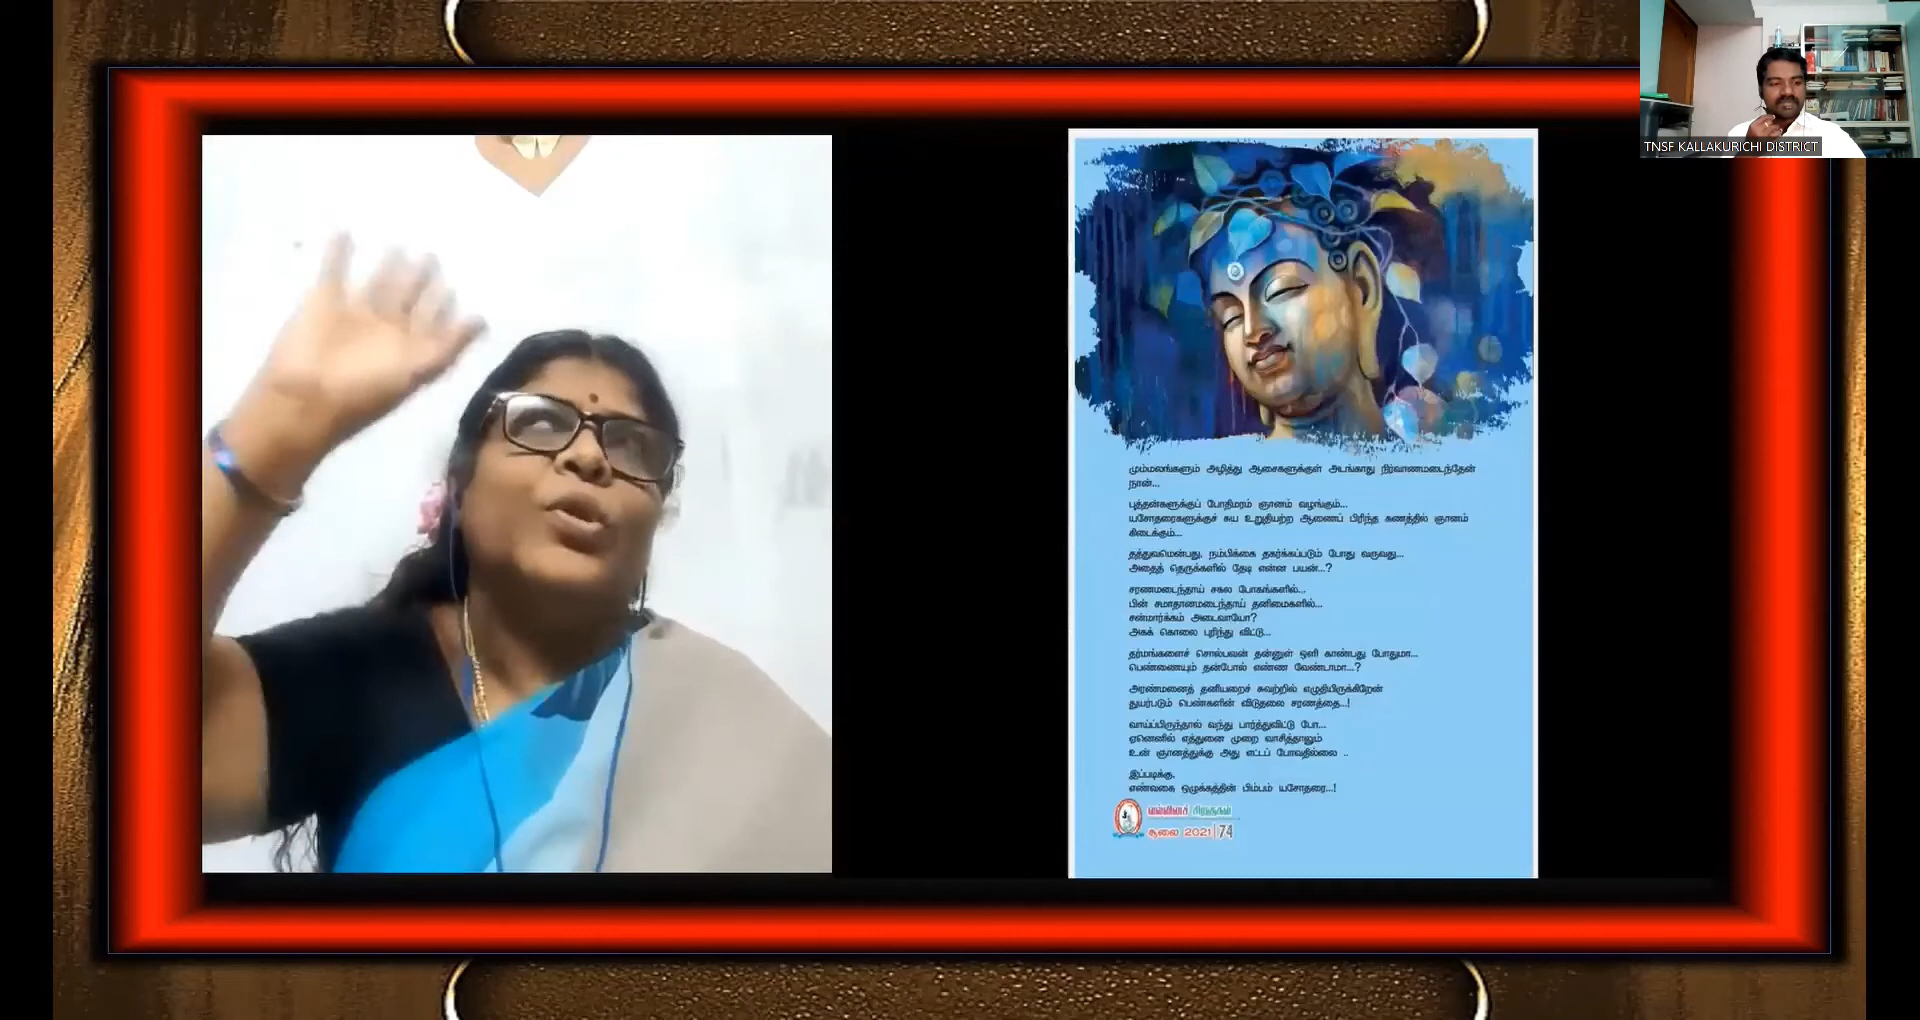 TNSF KALLAKURICHI DISTRICT
மும்மலங்களும் அழித்து ஆசைகளுக்குள் அடங்காது நிர்வாணமடைந்தேன்
நான்...
புத்தன்களுக்குப் போதிமரம் ஞானம் வழங்கும்...
யசோதரைகளுக்குச் சுய உறுதியற்ற ஆணைப் பிரிந்த கணத்தில் ஞானம்
கிடைக்கும்...
தத்துவமென்பது, நம்பிக்கை தகர்க்கப்படும் போது வருவது...
அதைத் தெருக்களில் தேடி என்ன பயன்...?
சரணமடைந்தாய் சகல போகங்களில்...
பின் சமாதானமடைந்தாய் தனிமைகளில்...
சன்மார்க்கம் அடைவாயோ?
அகக் கொலை புரிந்து விட்டு...
தர்மங்களைச் சொல்பவன் தன்னுள் ஒளி காண்பது போதுமா...
பெண்ணையும் தன்போல் எண்ண வேண்டாமா...?
அரண்மனைத் தனியறைச் சுவற்றில் எழுதியிருக்கிறேன்
துயர்படும் பெண்களின் விடுதலை சரணத்தை...!
வாய்ப்பிருந்தால் வந்து பார்த்துவிட்டு போ...
ஏனெனில் எத்துனை முறை வாசித்தாலும்
உன் ஞானத்துக்கு அது எட்டப் போவதில்லை ..
இப்படிக்கு,
எண்வகை ஒழுக்கத்தின் பிம்பம் யசோதரை...!
வல்லினச் சிறகுகள்
சூலை 2021|74